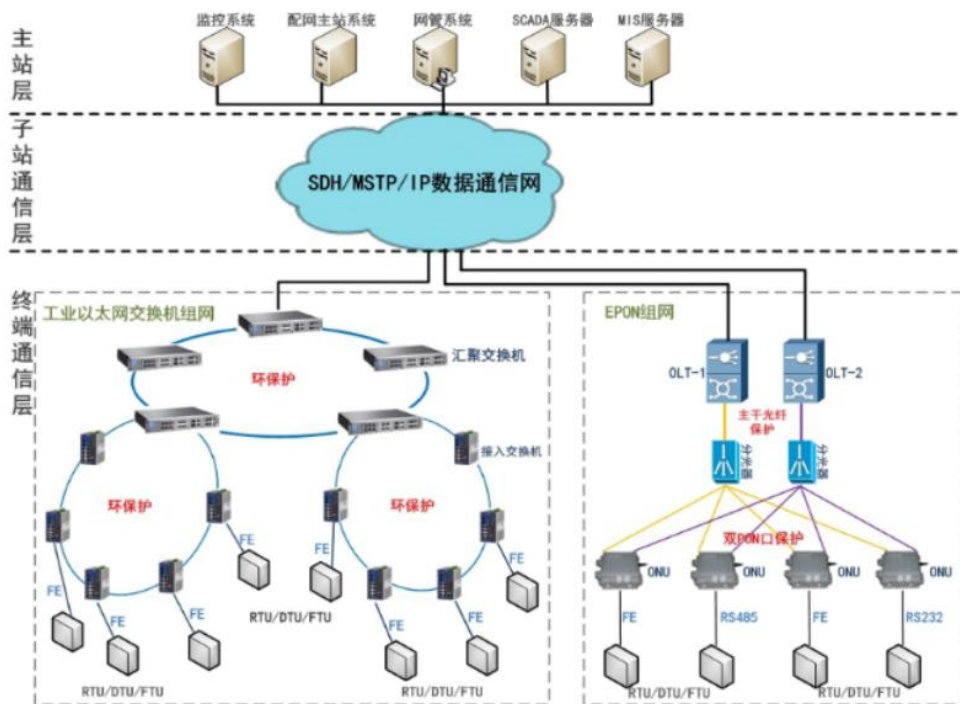 主站层
监控系统
配网主站系统
网管系统
SCADA服务器
MIS服务器
子站通信层
SDH/MSTP/IP数据通信网
终端通信层
工业以太网交换机组网
汇聚交换机
环保护
接入交换机
环保护
环保护
FE
FE
FE
FE
FE
FE
FE
FE
RTU/DTU/FTU
RTU/DTU/FTU
RTU/DTU/FTU
EPON组网
OLT-1
OLT-2
主干光纤
保护
分光器
分光器
双PON口保护
ONU
ONU
ONU
ONU
FE
RS485
FE
RS232
RTU/DTU/FTU
RTU/DTU/FTU